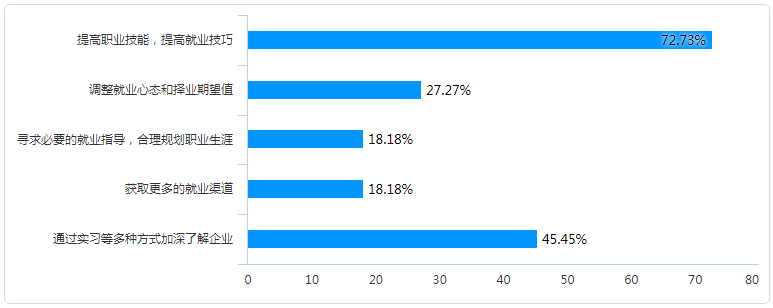 提高职业技能，提高就业技巧
72.73%
调整就业心态和择业期望值
27.27%
寻求必要的就业指导，合理规划职业生涯
18.18%
获取更多的就业渠道
18.18%
通过实习等多种方式加深了解企业
45.45%
0 10 20 30 40 50 60 70 80